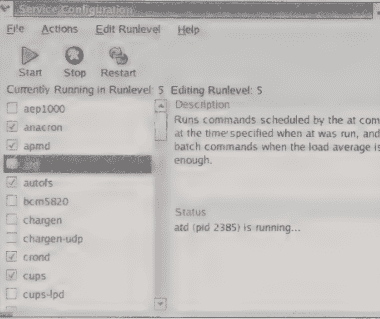 Service Configuration
File Actions Edit Runlevel Help
Start Stop Restart
Currently Running in Runlevel: 5 Editing Runlevel: 5
Description
Runs commands scheduled by the at com
at the time specified when at was run, and
batch commands when the load average is
enough.
aep1000
anacron
apmd
autofs
bcm5820
chargen
chargen-udp
crond
cups
cups-lpd
Status
atd (pid 2385) is running...